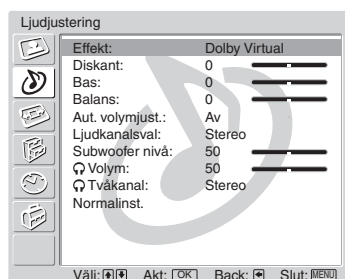 Ljudjustering
Effekt: Dolby Virtual
Diskant: 0
Bas: 0
Balans: 0
Aut. volymjust.: Av
Ljudkanalsval: Stereo
Subwoofer nivå: 50
Volym: 50
Tvåkanal: Stereo
Normalinst.
Välj: Akt: OK Back: Slut: MENU